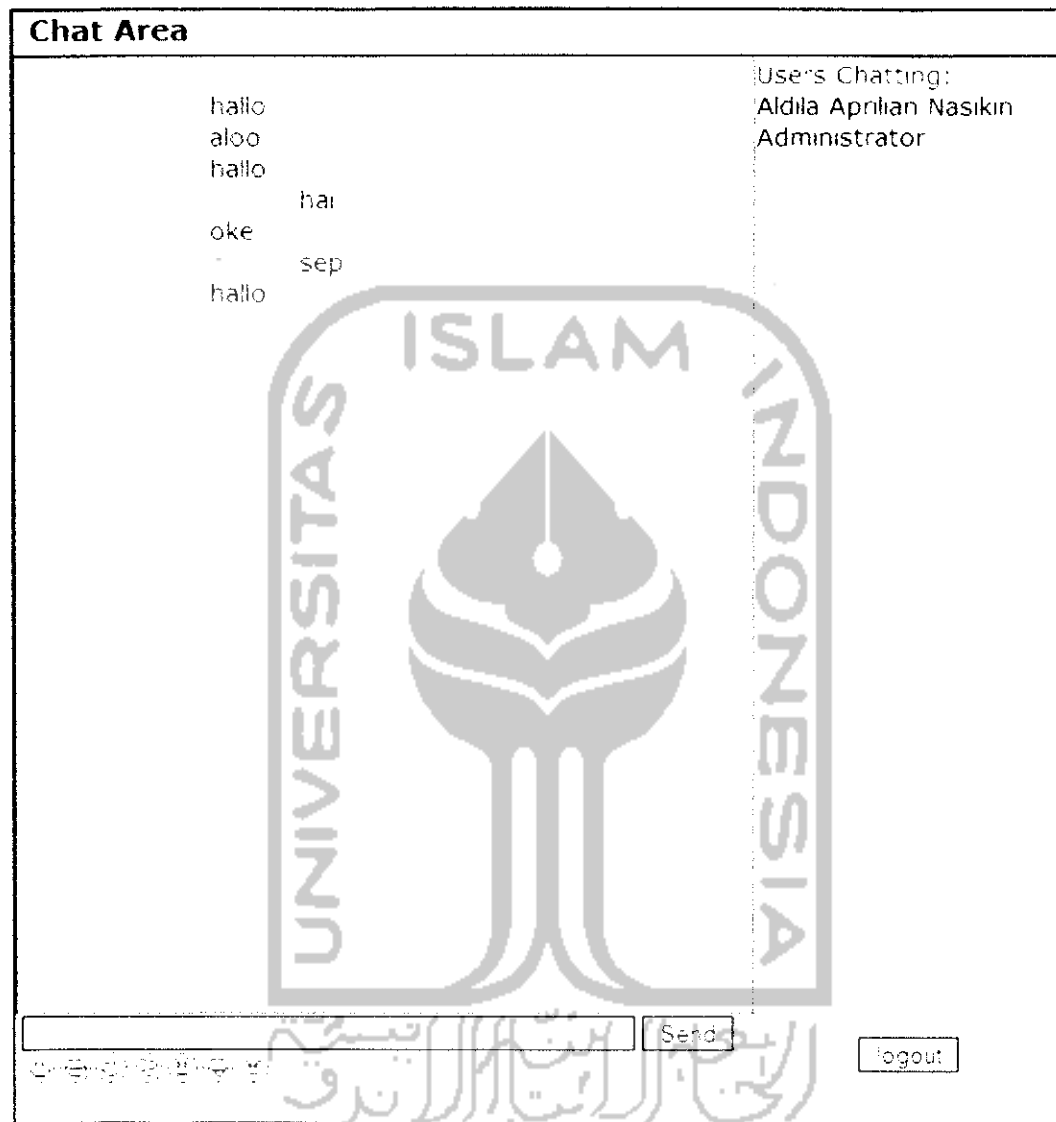 Chat Area
Users Chatting:
Aldila Aprilian Nasikin
Administrator
hallo
aloo
hallo
hai
oke
sep
hallo
UNIVERSITAS ISLAM INDONESIA
Send
logout